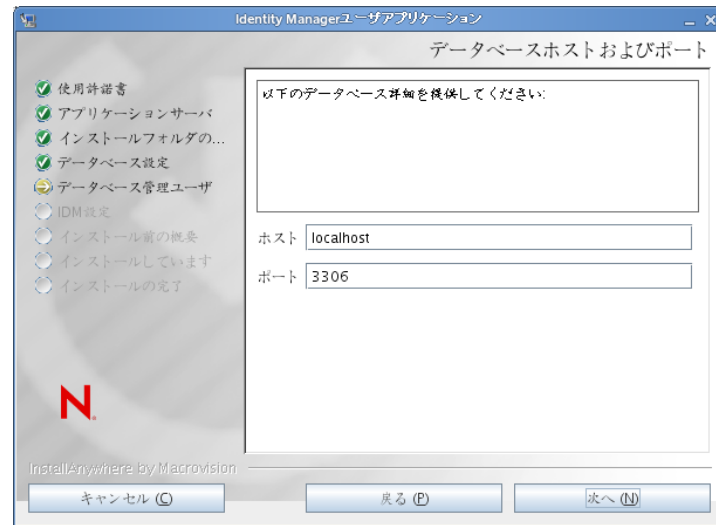 Identity Managerユーザアプリケーション
データベースホストおよびポート
使用許諾書
アプリケーションサーバ
インストールフォルダの...
データベース設定
データベース管理ユーザ
IDM設定
インストール前の概要
インストールしています
インストールの完了
以下のデータベース詳細を提供してください:
ホスト localhost
ポート 3306
N
InstallAnywhere by Macrovision
キャンセル (C)
戻る (P)
次へ (N)